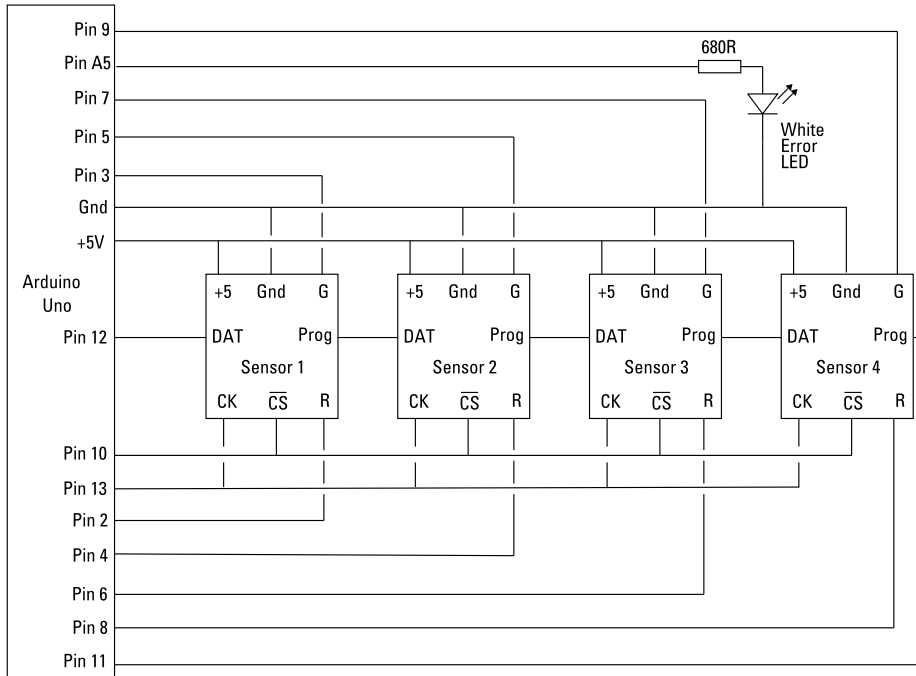 Pin 9
Pin A5
680R
Pin 7
White
Error
LED
Pin 5
Pin 3
Gnd
+5V
Arduino
Uno
+5 Gnd G
DAT Prog
Sensor 1
CK CS R
+5 Gnd G
DAT Prog
Sensor 2
CK CS R
+5 Gnd G
DAT Prog
Sensor 3
CK CS R
+5 Gnd G
DAT Prog
Sensor 4
CK CS R
Pin 12
Pin 10
Pin 13
Pin 2
Pin 4
Pin 6
Pin 8
Pin 11